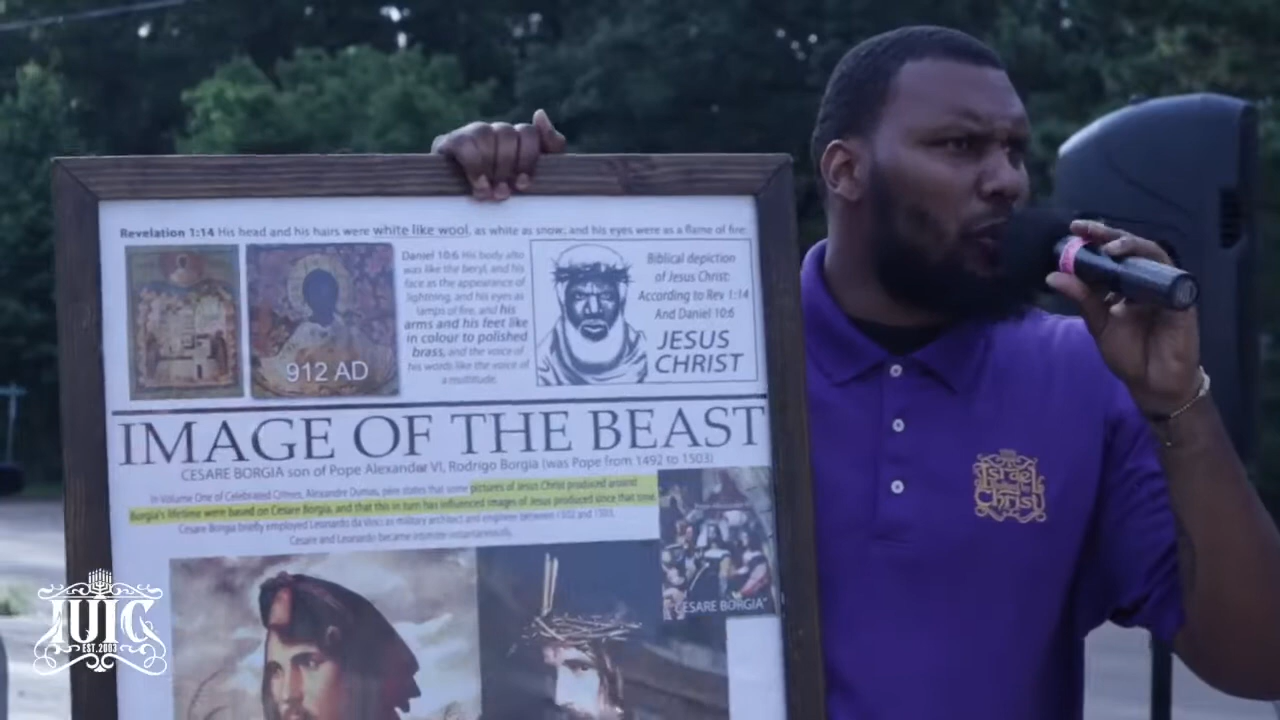 Revelation 1:14 His head and his hairs were white like wool, as white as snow; and his eyes were as a flame of fire
Daniel 10:6 His body also
was like the beryl, and his
face as the appearance of
lightning, and his eyes as
lamps of fire, and his
arms and his feet like
in colour to polished
brass, and the voice of
his words like the voice of
a multitude.
912 AD
Biblical depiction
of Jesus Christ:
According to Rev 1:14
And Daniel 10:6
JESUS
CHRIST
IMAGE OF THE BEAST
CESARE BORGIA son of Pope Alexander VI, Rodrigo Borgia (was Pope from 1492 to 1503)
In Volume One of Celebrated Crimes, Alexandre Dumas, père states that some pictures of Jesus Christ produced around
Borgia's lifetime were based on Cesare Borgia, and that this in turn has influenced images of Jesus produced since that time.
Cesare Borgia briefly employed Leonardo da Vinci as military architect and engineer between 1502 and 1503.
Cesare and Leonardo became intimate instantaneously.
"CESARE BORGIA"
Israel
United
Christ
IUIC
EST. 2003